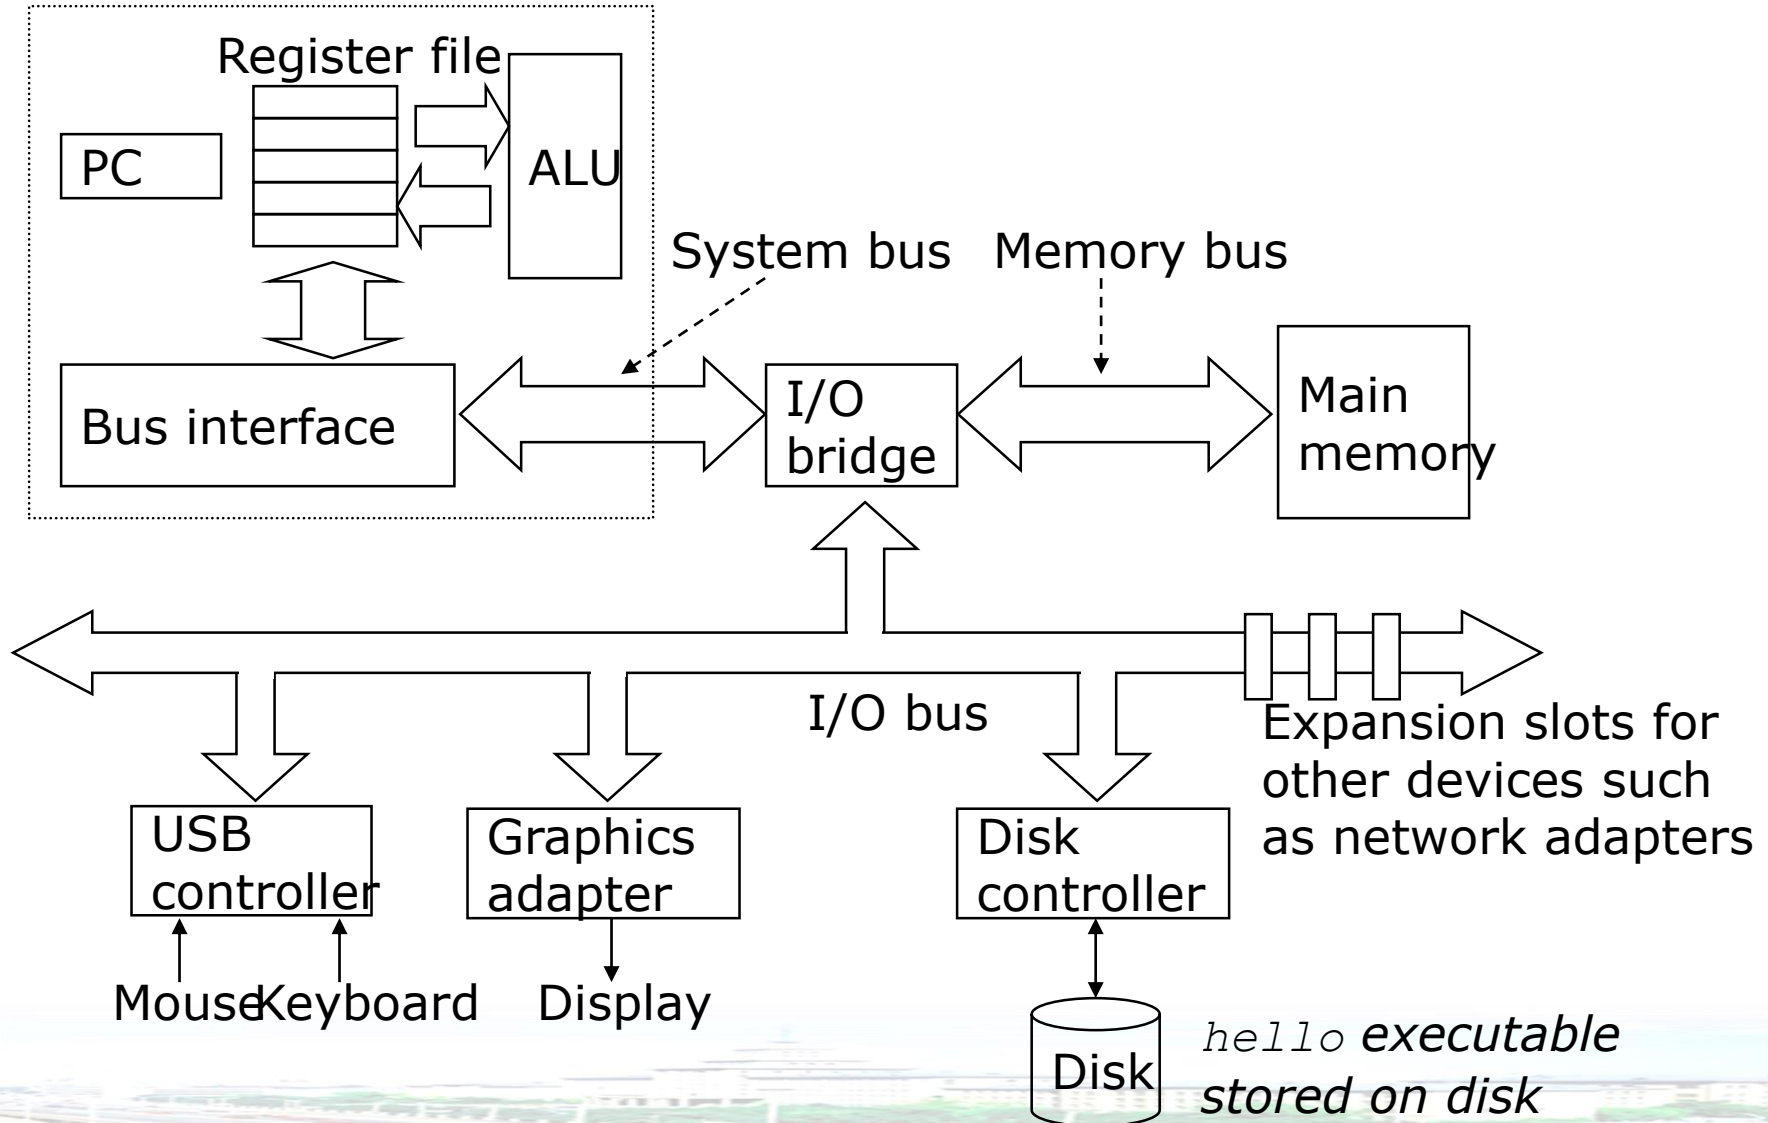 Register file
PC
ALU
System bus
Memory bus
Bus interface
I/O
bridge
Main
memory
I/O bus
Expansion slots for
other devices such
as network adapters
USB
controller
Graphics
adapter
Disk
controller
Mouse
Keyboard
Display
Disk
hello executable
stored on disk